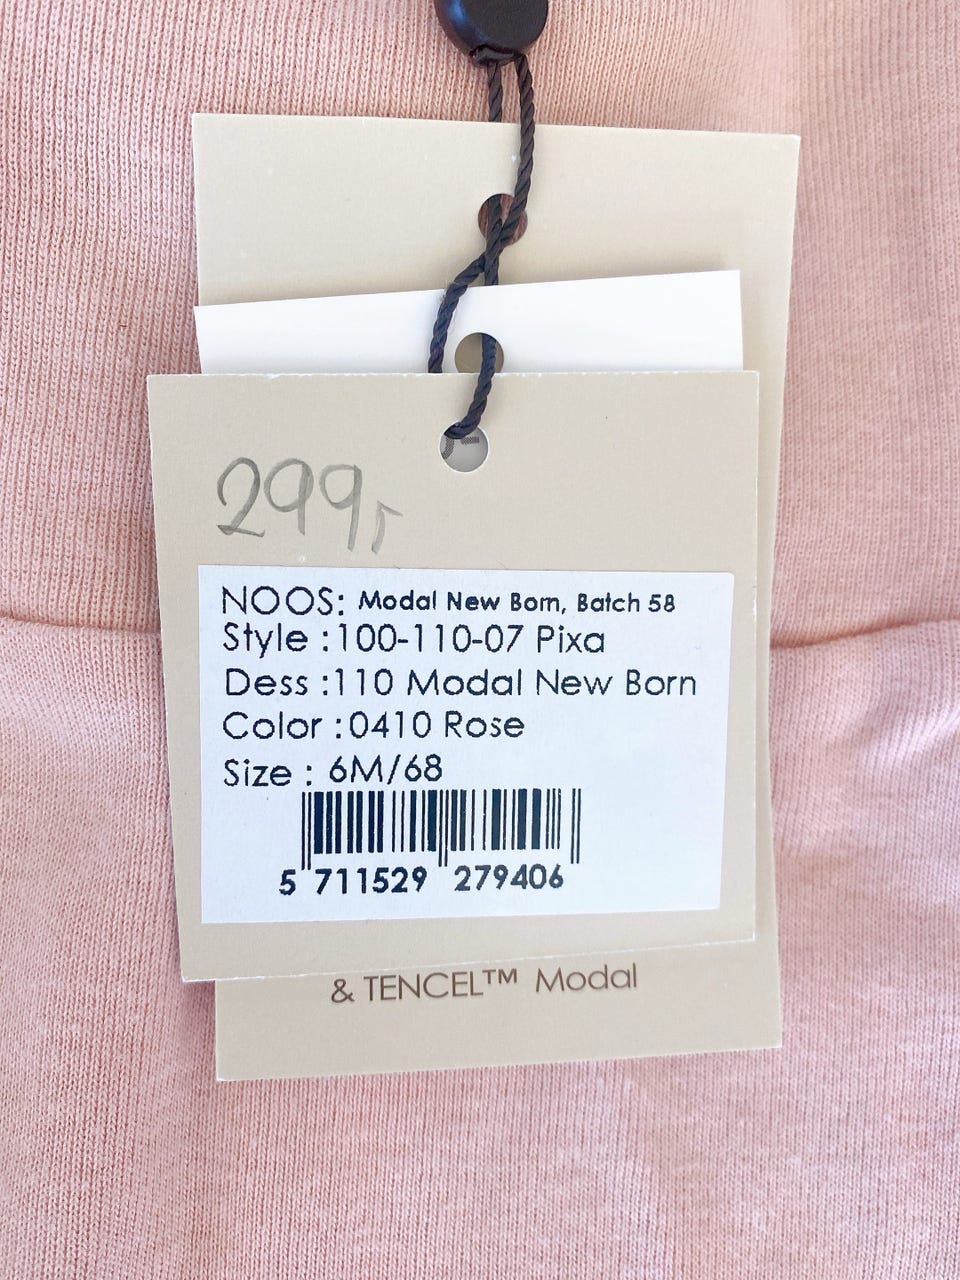 299,-
NOOS: Modal New Born, Batch 58
Style : 100-110-07 Pixa
Dess : 110 Modal New Born
Color : 0410 Rose
Size : 6M/68
5 711529 279406
& TENCEL™ Modal